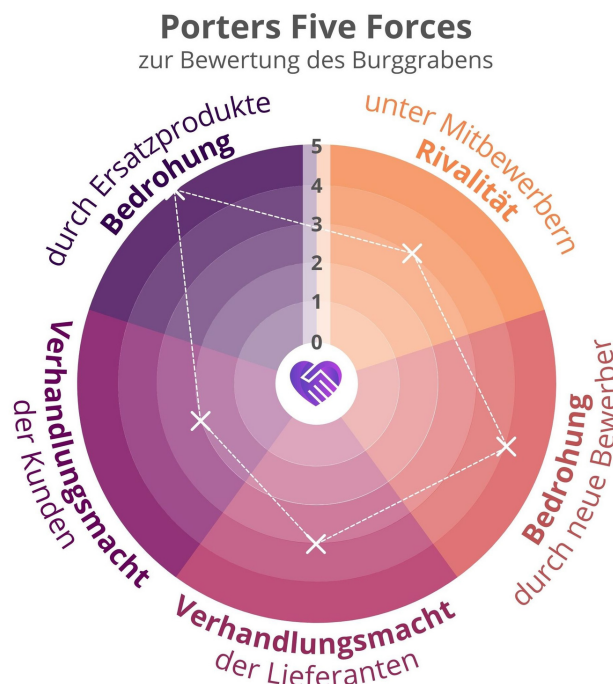 Porters Five Forces
zur Bewertung des Burggrabens
durch Ersatzprodukte
Bedrohung
unter Mitbewerbern
Rivalität
5
4
3
2
1
0
Verhandlungsmacht
der Kunden
Bedrohung
durch neue Bewerber
Verhandlungsmacht
der Lieferanten